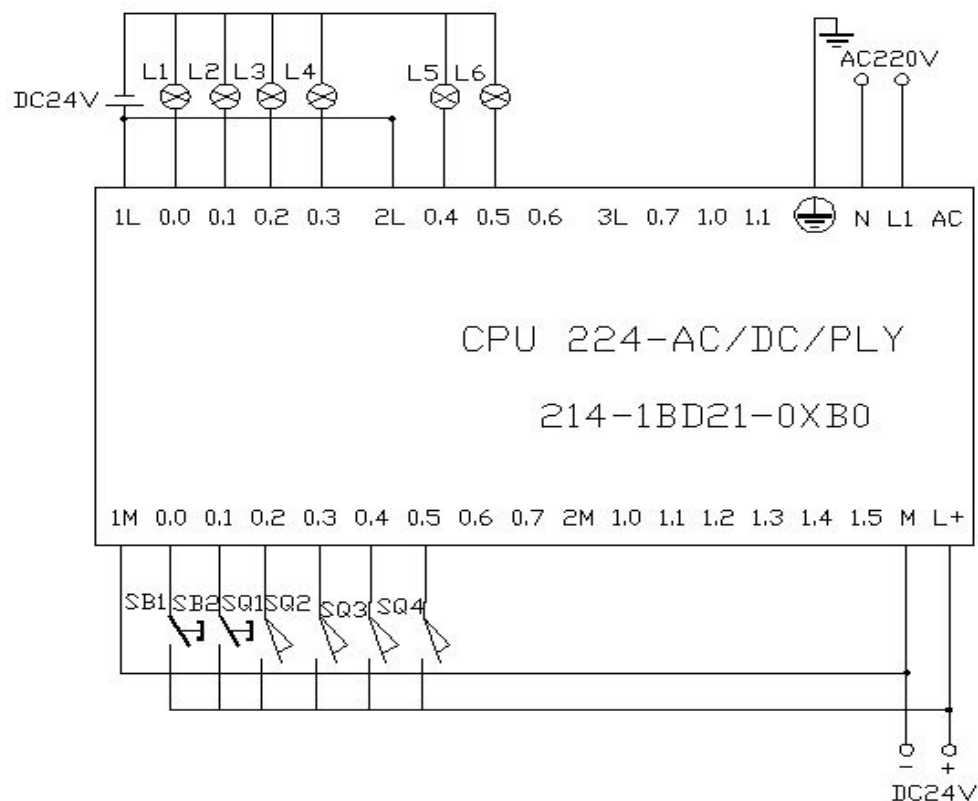 L1 L2 L3 L4 L5 L6 AC220V
DC24V
1L 0.0 0.1 0.2 0.3 2L 0.4 0.5 0.6 3L 0.7 1.0 1.1 N L1 AC
CPU 224-AC/DC/PLY
214-1BD21-0XB0
1M 0.0 0.1 0.2 0.3 0.4 0.5 0.6 0.7 2M 1.0 1.1 1.2 1.3 1.4 1.5 M L+
SB1 SB2 SQ1 SQ2 SQ3 SQ4
- +
DC24V